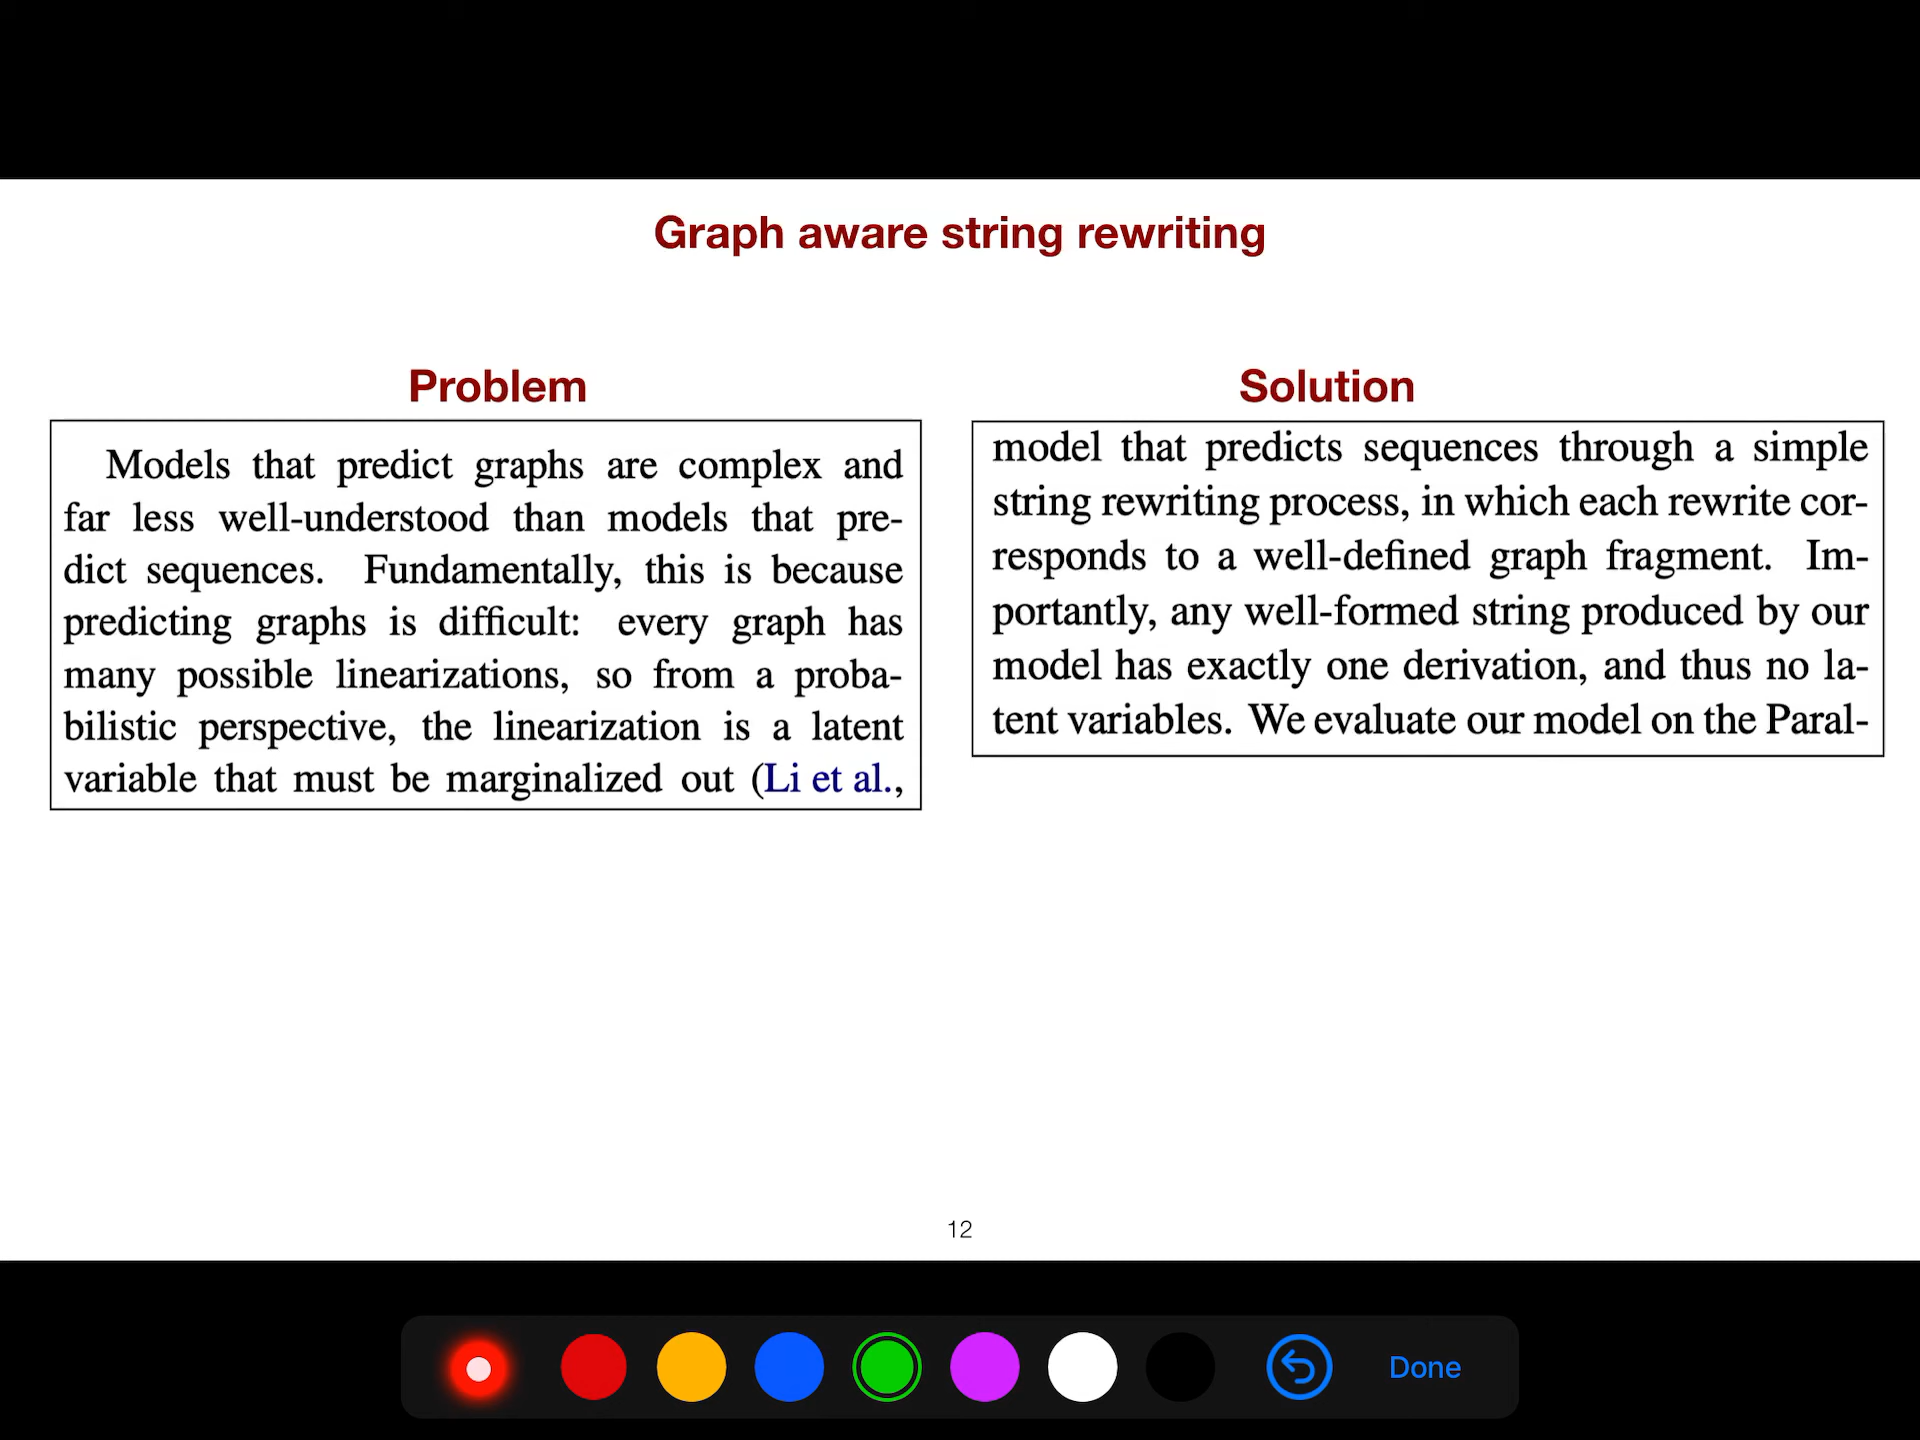 Graph aware string rewriting
Problem
Models that predict graphs are complex and
far less well-understood than models that pre-
dict sequences. Fundamentally, this is because
predicting graphs is difficult: every graph has
many possible linearizations, so from a proba-
bilistic perspective, the linearization is a latent
variable that must be marginalized out (Li et al.,
Solution
model that predicts sequences through a simple
string rewriting process, in which each rewrite cor-
responds to a well-defined graph fragment. Im-
portantly, any well-formed string produced by our
model has exactly one derivation, and thus no la-
tent variables. We evaluate our model on the Paral-
12
Done